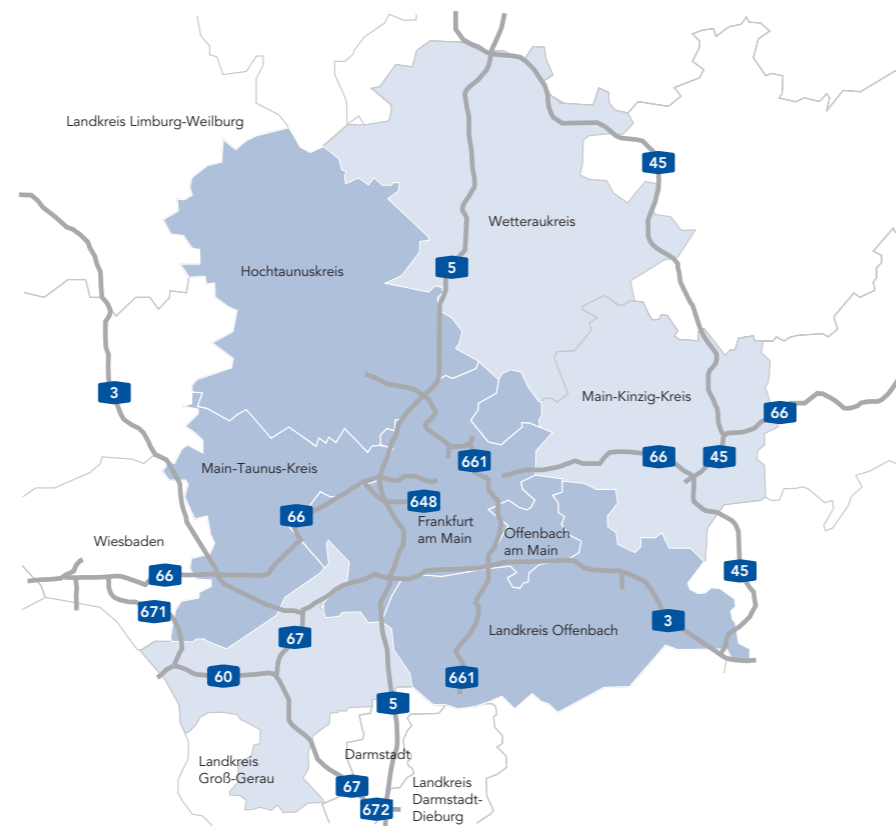 Landkreis Limburg-Weilburg
45
Wetteraukreis
5
Hochtaunuskreis
3
Main-Kinzig-Kreis
66
Main-Taunus-Kreis
661
66
45
648
66
Frankfurt
am Main
Offenbach
am Main
Wiesbaden
66
45
671
3
67
Landkreis Offenbach
60
661
5
Landkreis
Groß-Gerau
Darmstadt
67
Landkreis
Darmstadt-
Dieburg
672